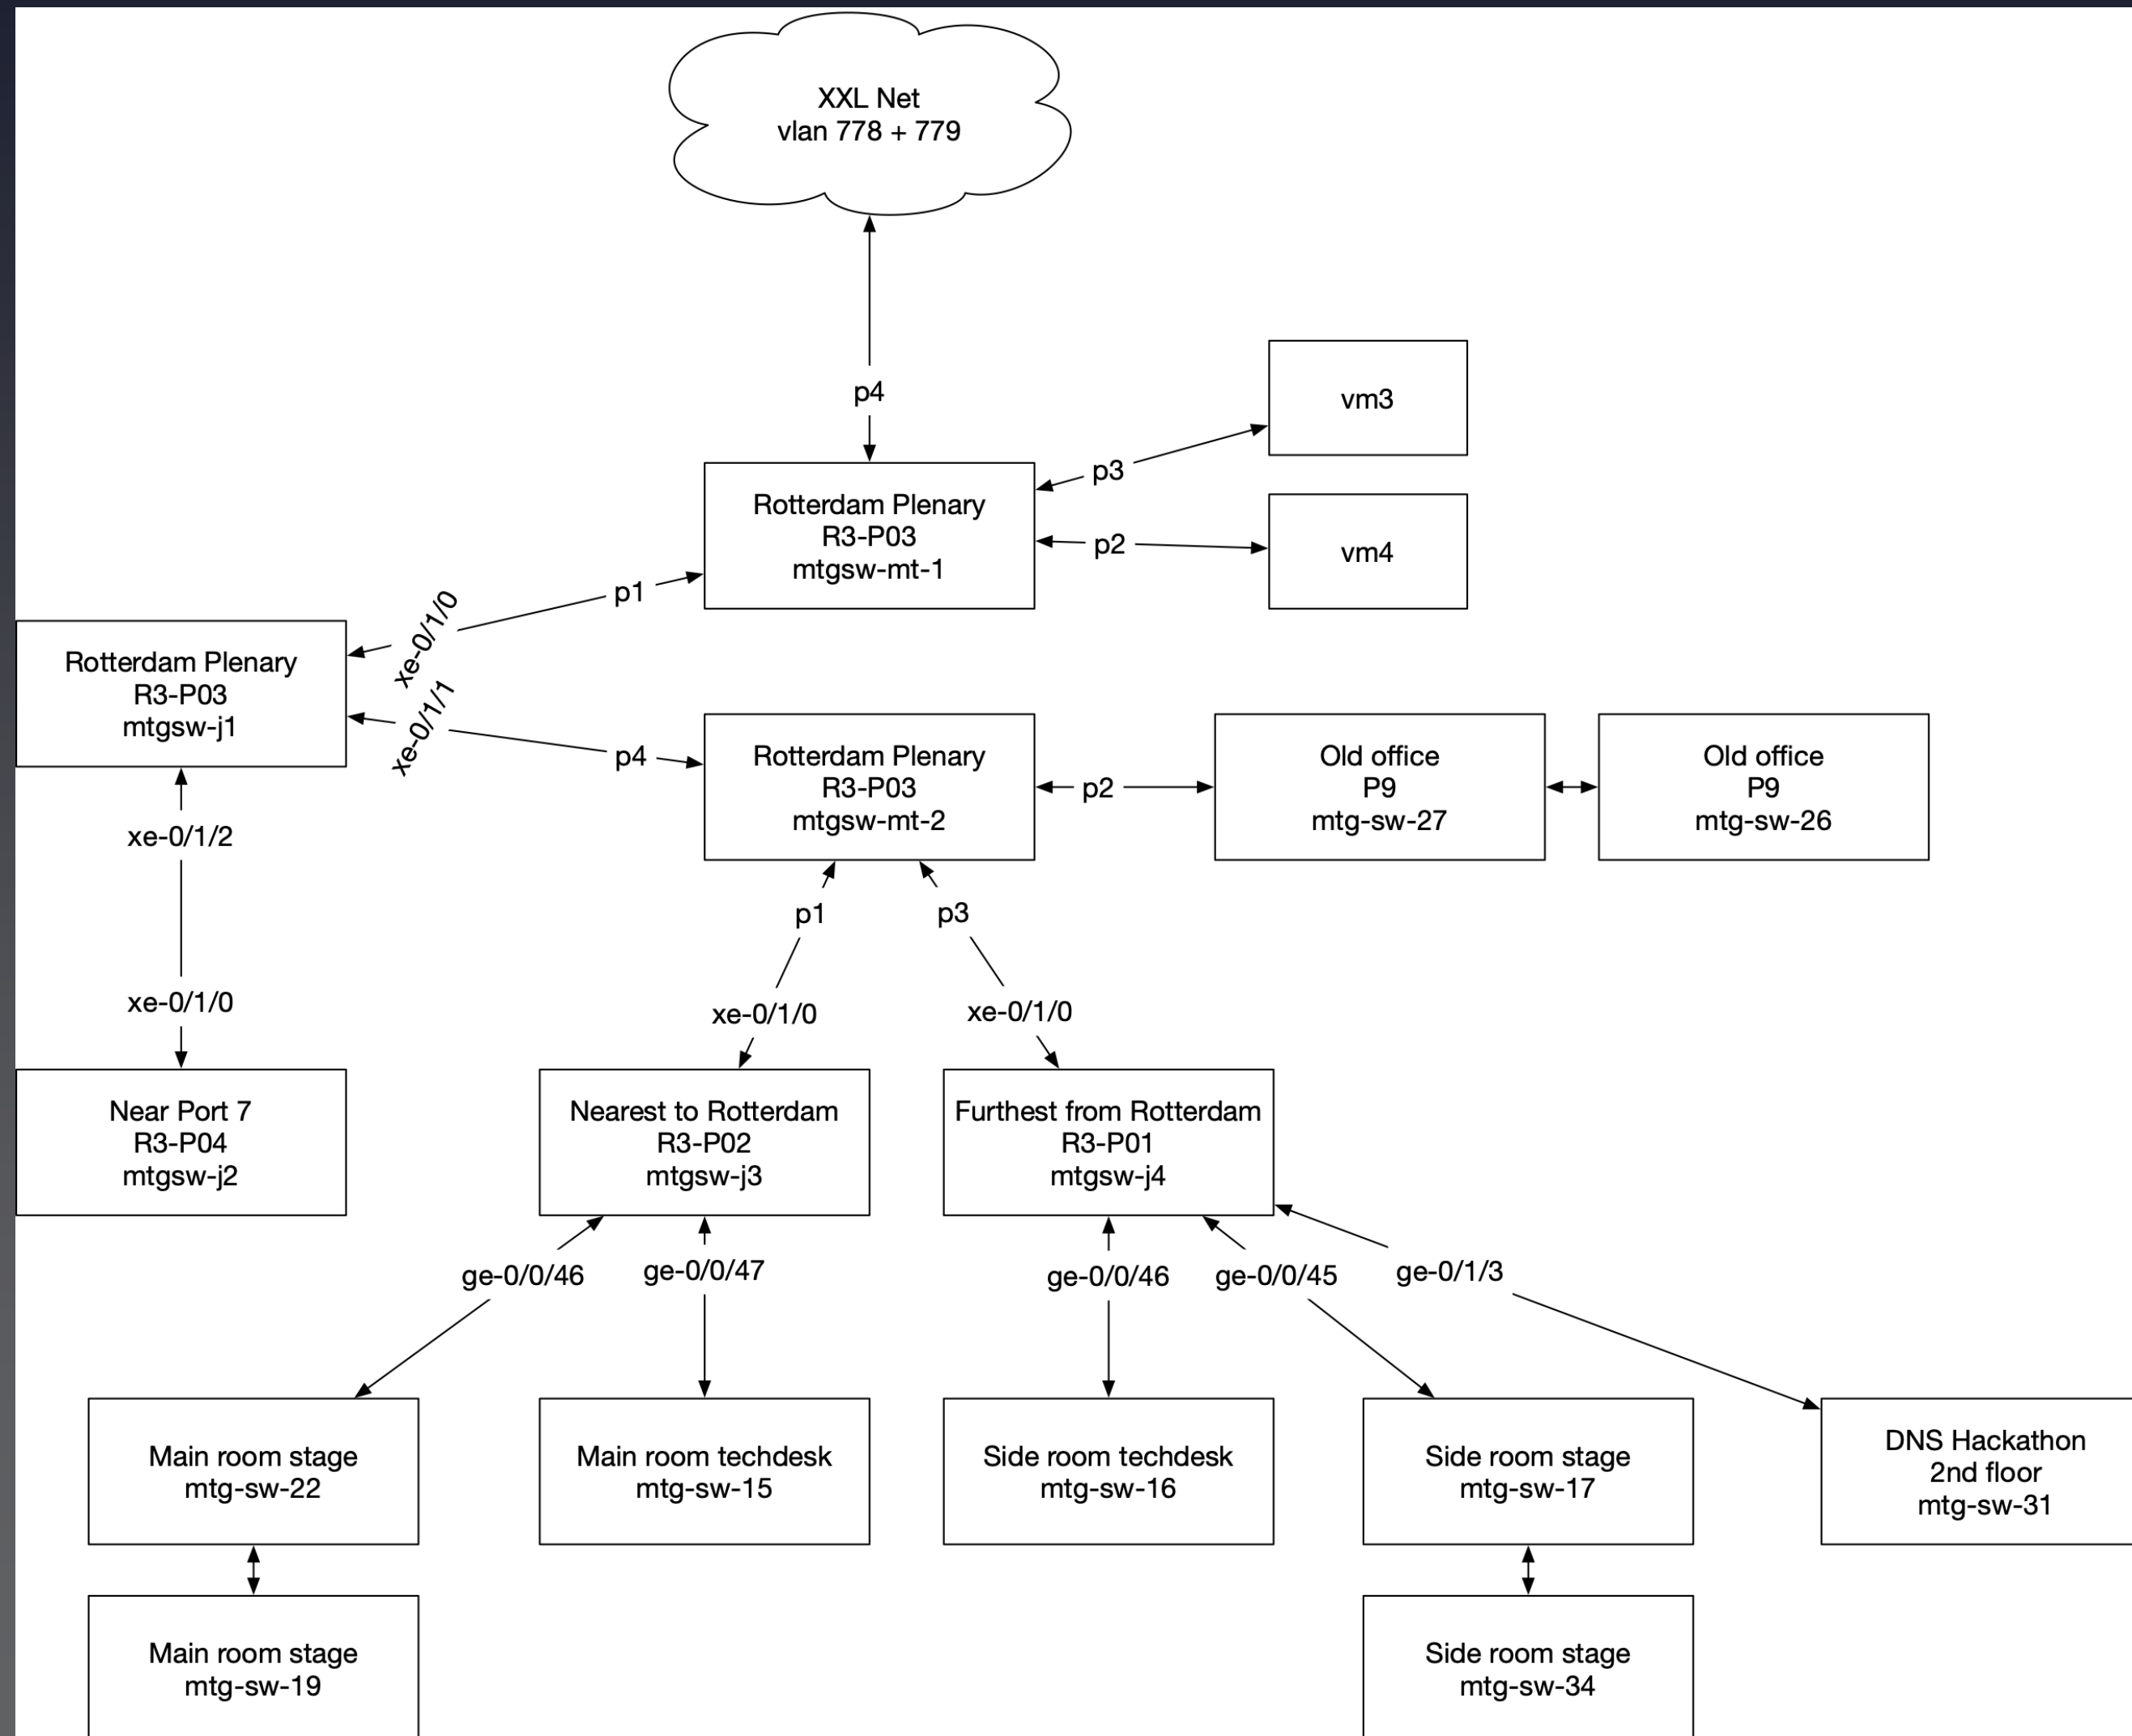 XXL Net
vlan 778 + 779
p4
vm3
p3
Rotterdam Plenary
R3-P03
mtgsw-mt-1
p2
vm4
p1
xe-0/1/0
Rotterdam Plenary
R3-P03
mtgsw-j1
xe-0/1/1
p4
Rotterdam Plenary
R3-P03
mtgsw-mt-2
p2
Old office
P9
mtg-sw-27
Old office
P9
mtg-sw-26
xe-0/1/2
p1
p3
xe-0/1/0
xe-0/1/0
xe-0/1/0
Near Port 7
R3-P04
mtgsw-j2
Nearest to Rotterdam
R3-P02
mtgsw-j3
Furthest from Rotterdam
R3-P01
mtgsw-j4
ge-0/0/46
ge-0/0/47
ge-0/0/46
ge-0/0/45
ge-0/1/3
Main room stage
mtg-sw-22
Main room techdesk
mtg-sw-15
Side room techdesk
mtg-sw-16
Side room stage
mtg-sw-17
DNS Hackathon
2nd floor
mtg-sw-31
Main room stage
mtg-sw-19
Side room stage
mtg-sw-34